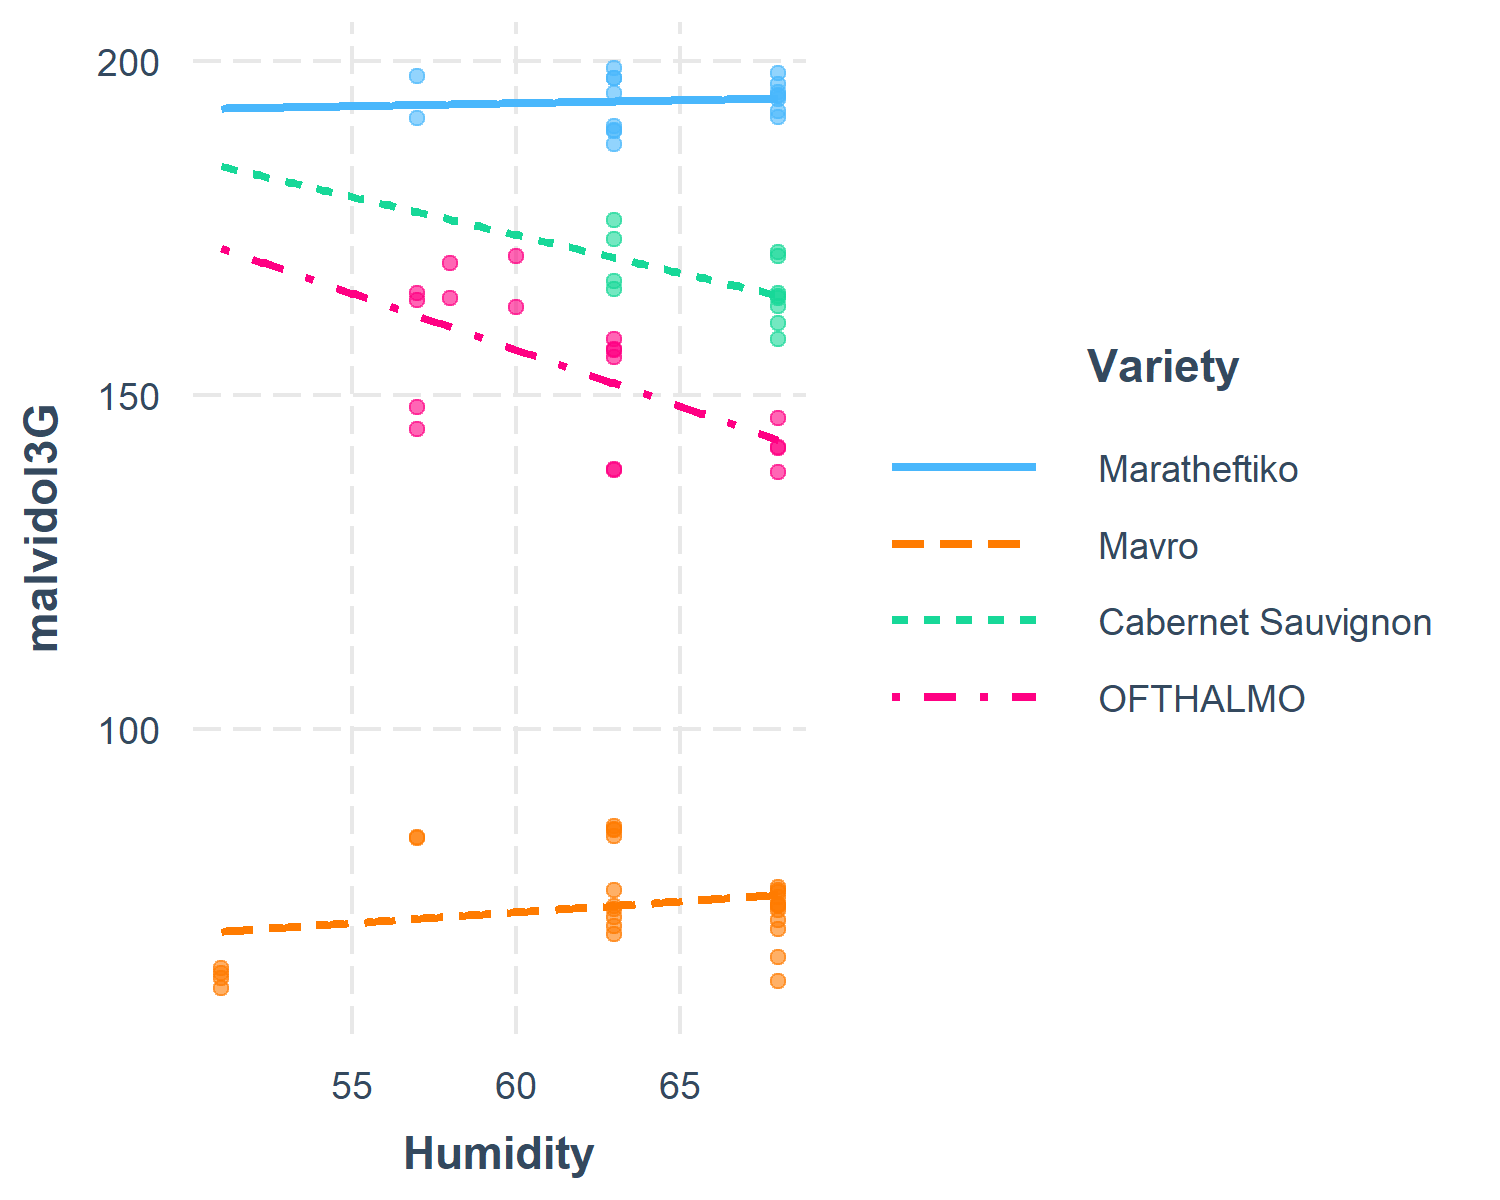 200
150
100
malvidol3G
55 60 65
Humidity
Variety
Maratheftiko
Mavro
Cabernet Sauvignon
OFTHALMO